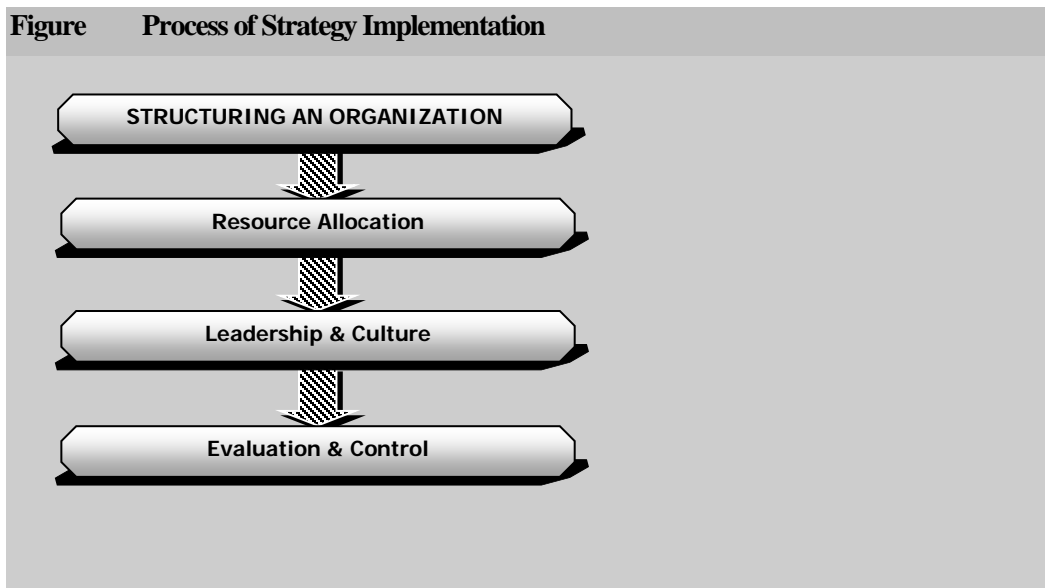 Figure Process of Strategy Implementation
STRUCTURING AN ORGANIZATION
Resource Allocation
Leadership & Culture
Evaluation & Control